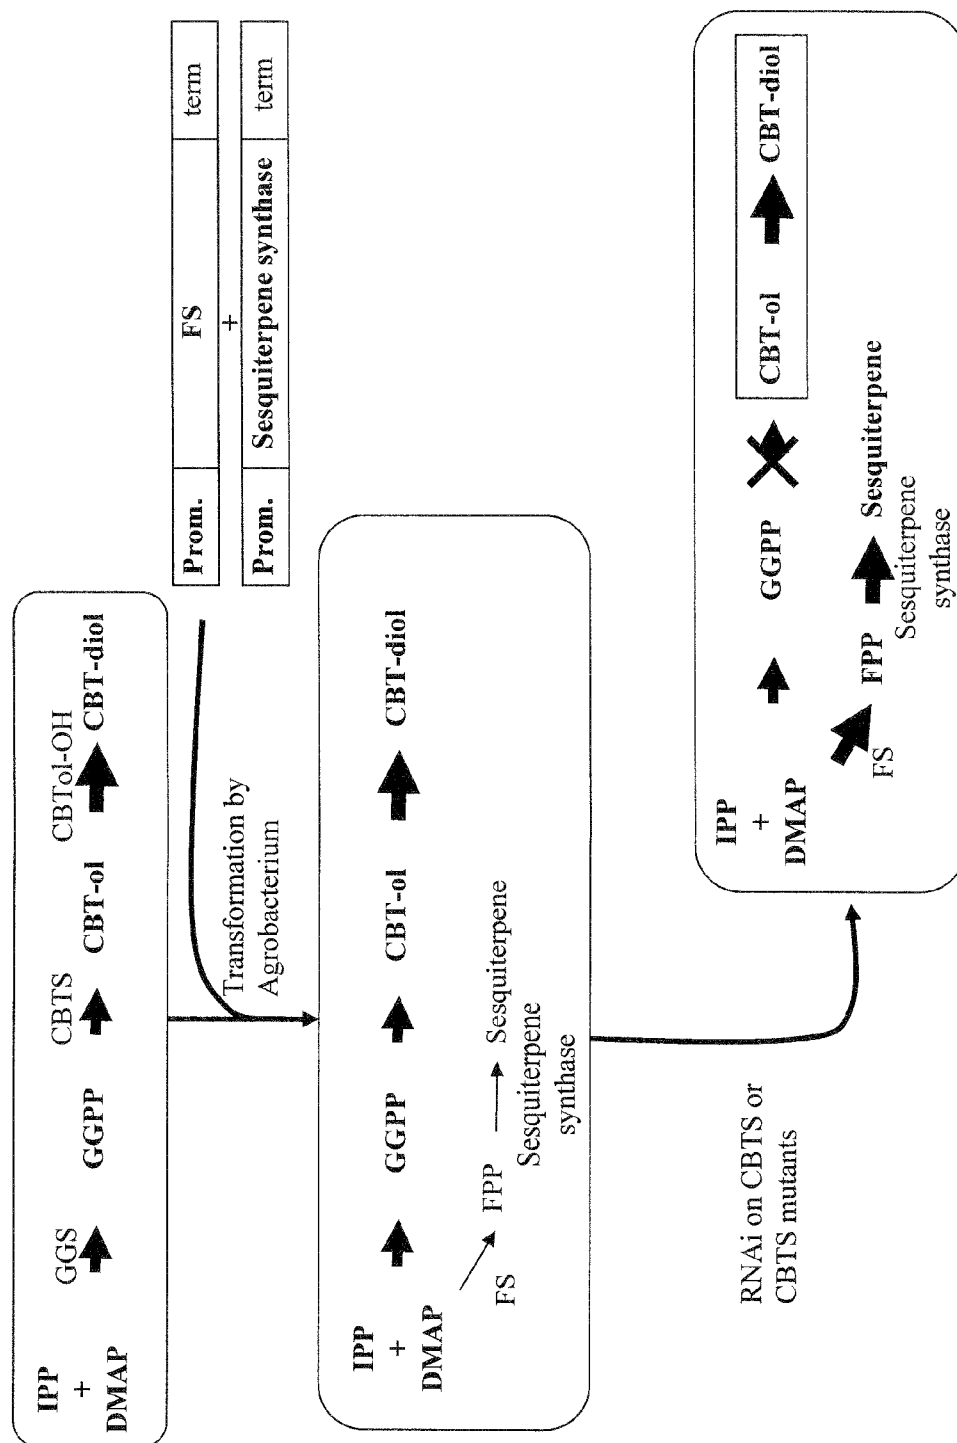 IPP
+
DMAP
GGS
GGPP
CBTS
CBT-ol
CBTol-OH
CBT-diol
Prom. FS term
+
Prom. Sesquiterpene synthase term
Transformation by
Agrobacterium
IPP
+
DMAP
GGPP
CBT-ol
CBT-diol
FS
FPP
Sesquiterpene
Sesquiterpene
synthase
RNAi on CBTS or
CBTS mutants
IPP
+
DMAP
GGPP
CBT-ol
CBT-diol
FS
FPP
Sesquiterpene
Sesquiterpene
synthase